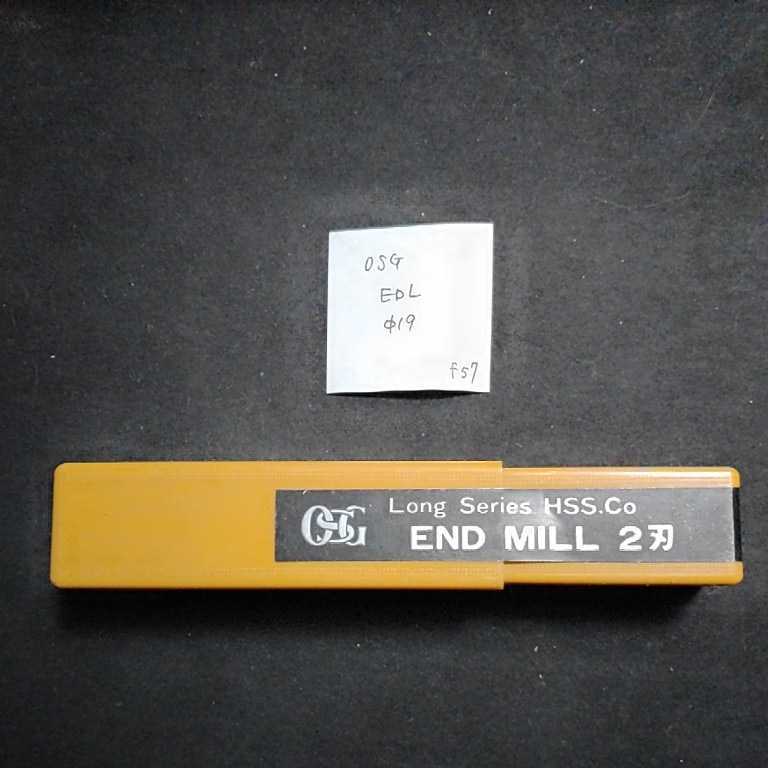 OSG
EDL
φ19
f57
OSG Long Series HSS.Co
END MILL 2刃